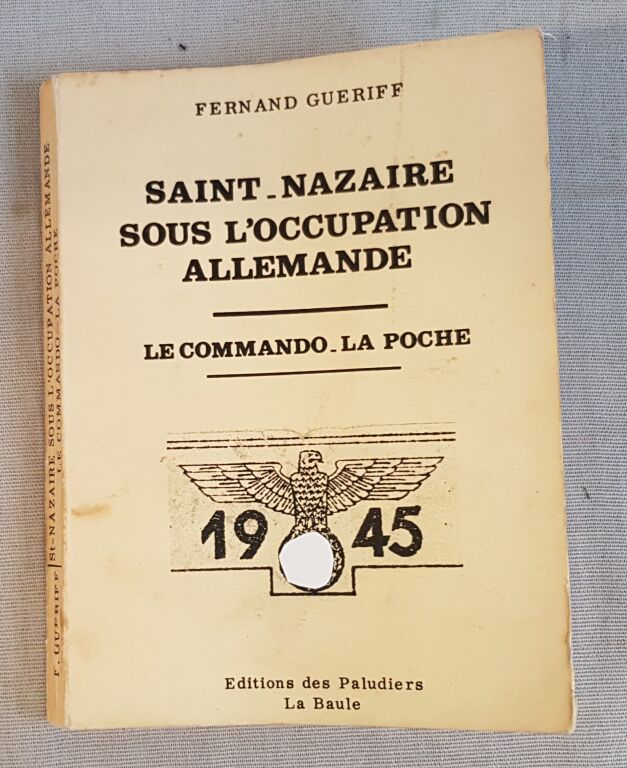 FERNAND GUERIFF
SAINT-NAZAIRE
SOUS L'OCCUPATION
ALLEMANDE
LE COMMANDO-LA POCHE
19 45
Editions des Paludiers
La Baule
F. GUERIFF St-NAZAIRE SOUS L'OCCUPATION ALLEMANDE
LE COMMANDO-LA POCHE